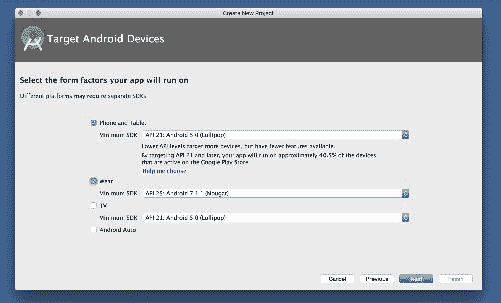 Create New Project
Target Android Devices
Select the form factors your app will run on
Different platforms may require separate SDKs
Phone and Tablet
Minimum SDK API 21: Android 5.0 (Lollipop)
Lower API levels target more devices, but have fewer features available.
By targeting API 21 and later, your app will run on approximately 40.5% of the devices
that are active on the Google Play Store.
Help me choose
Wear
Minimum SDK API 25: Android 7.1.1 (Nougat)
TV
Minimum SDK API 21: Android 5.0 (Lollipop)
Android Auto
Cancel Previous Next Finish